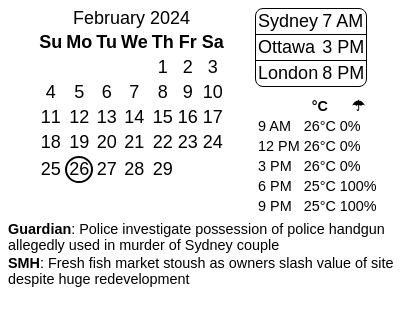 February 2024
Su Mo Tu We Th Fr Sa
1 2 3
4 5 6 7 8 9 10
11 12 13 14 15 16 17
18 19 20 21 22 23 24
25 26 27 28 29
Sydney 7 AM
Ottawa 3 PM
London 8 PM
°C ☂
9 AM 26°C 0%
12 PM 26°C 0%
3 PM 26°C 0%
6 PM 25°C 100%
9 PM 25°C 100%
Guardian: Police investigate possession of police handgun
allegedly used in murder of Sydney couple
SMH: Fresh fish market stoush as owners slash value of site
despite huge redevelopment